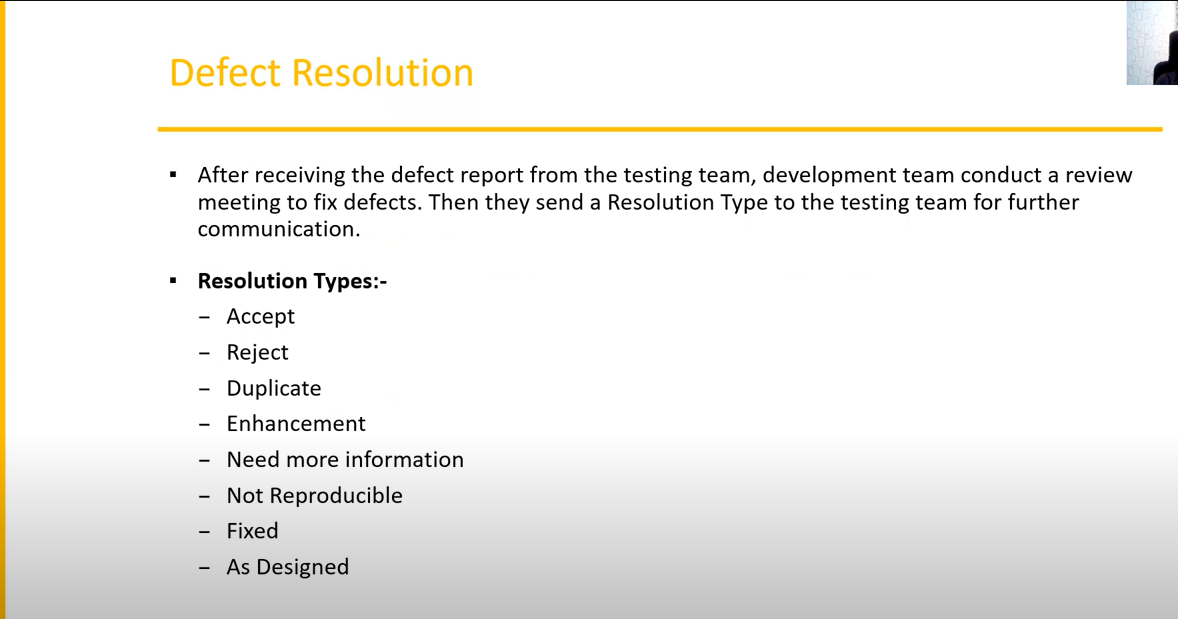 Defect Resolution
▪ After receiving the defect report from the testing team, development team conduct a review
meeting to fix defects. Then they send a Resolution Type to the testing team for further
communication.
▪ Resolution Types:-
– Accept
– Reject
– Duplicate
– Enhancement
– Need more information
– Not Reproducible
– Fixed
– As Designed